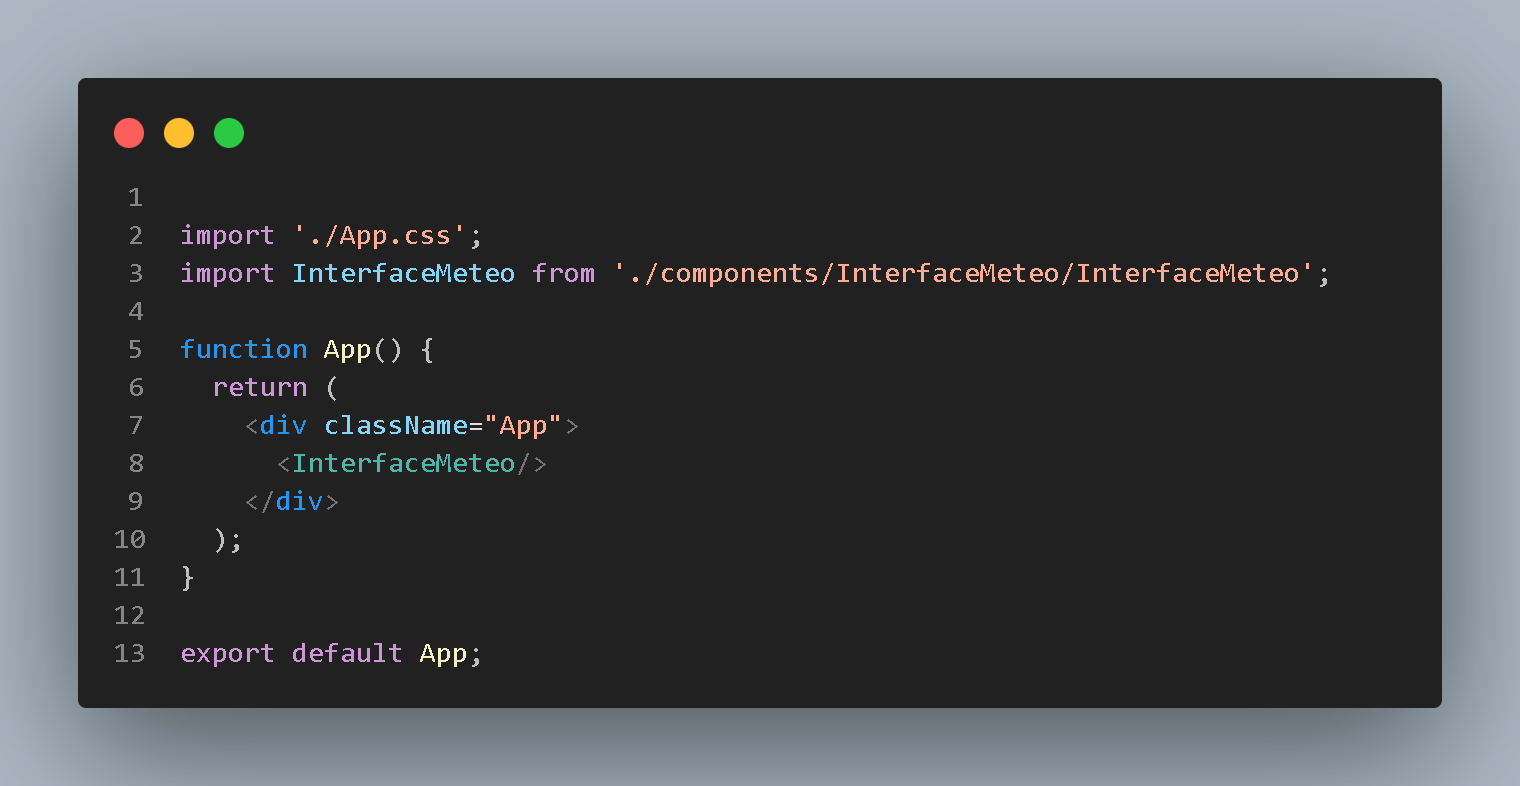 1
2 import './App.css';
3 import InterfaceMeteo from './components/InterfaceMeteo/InterfaceMeteo';
4
5 function App() {
6   return (
7     <div className="App">
8       <InterfaceMeteo/>
9     </div>
10   );
11 }
12
13 export default App;